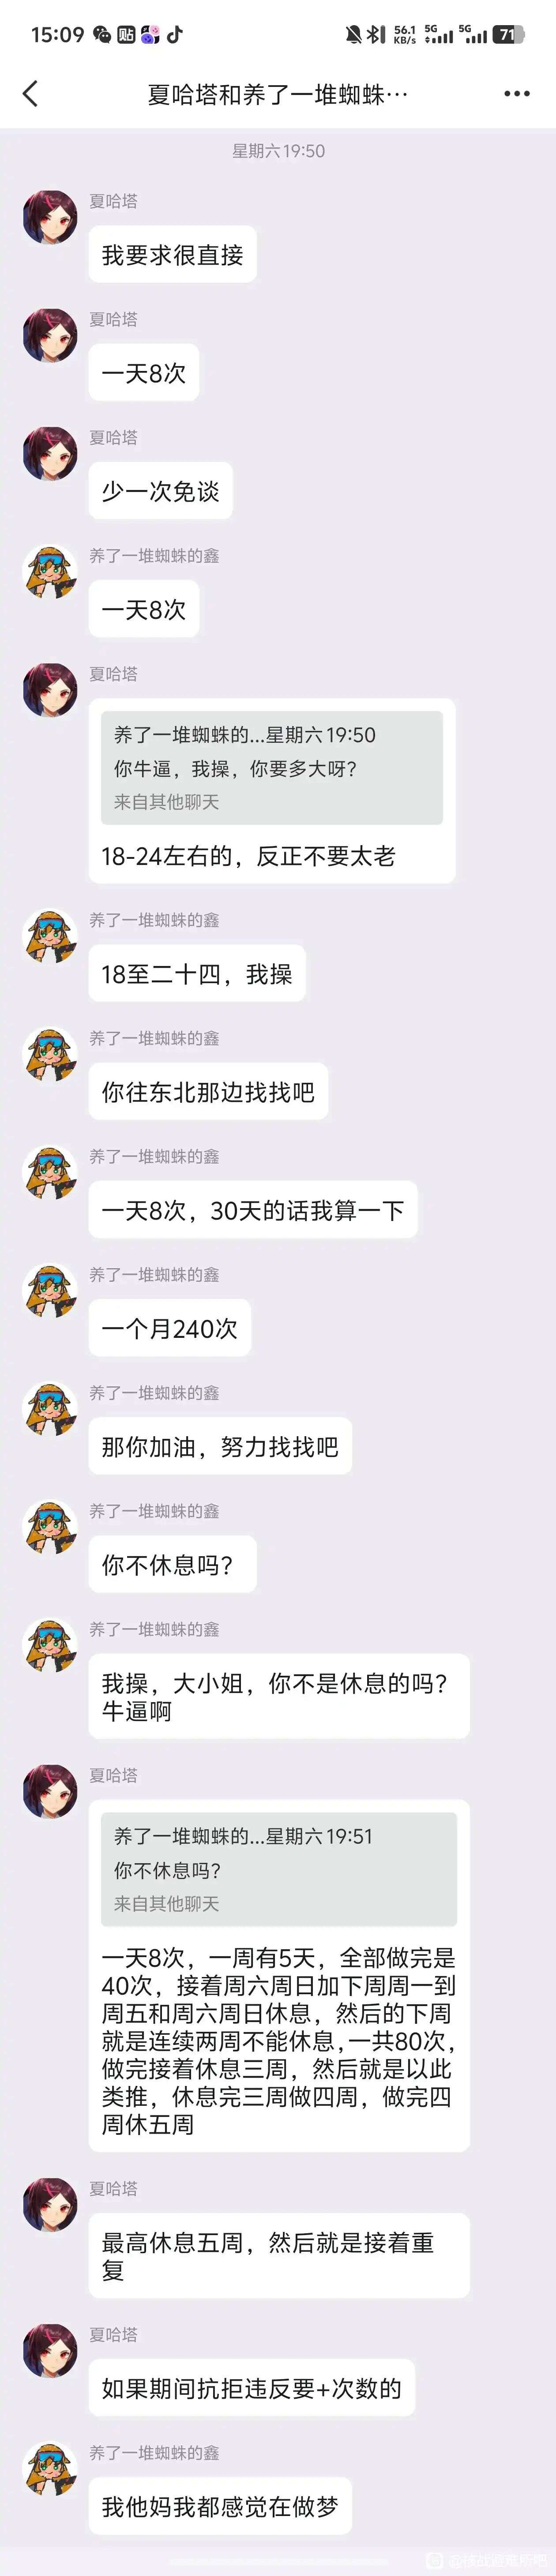 15:09
贴
56.1
KB/s
5G
5G
71
夏哈塔和养了一堆蜘蛛…
星期六 19:50
夏哈塔
我要求很直接
夏哈塔
一天8次
夏哈塔
少一次免谈
养了一堆蜘蛛的鑫
一天8次
夏哈塔
养了一堆蜘蛛的...星期六 19:50
你牛逼，我操，你要多大呀？
来自其他聊天
18-24左右的，反正不要太老
养了一堆蜘蛛的鑫
18至二十四，我操
养了一堆蜘蛛的鑫
你往东北那边找找吧
养了一堆蜘蛛的鑫
一天8次，30天的话我算一下
养了一堆蜘蛛的鑫
一个月240次
养了一堆蜘蛛的鑫
那你加油，努力找找吧
养了一堆蜘蛛的鑫
你不休息吗？
养了一堆蜘蛛的鑫
我操，大小姐，你不是休息的吗？
牛逼啊
夏哈塔
养了一堆蜘蛛的...星期六 19:51
你不休息吗？
来自其他聊天
一天8次，一周有5天，全部做完是
40次，接着周六周日加下周周一到
周五和周六周日休息，然后的下周
就是连续两周不能休息,一共80次，
做完接着休息三周，然后就是以此
类推，休息完三周做四周，做完四
周休五周
夏哈塔
最高休息五周，然后就是接着重
复
夏哈塔
如果期间抗拒违反要+次数的
养了一堆蜘蛛的鑫
我他妈我都感觉在做梦